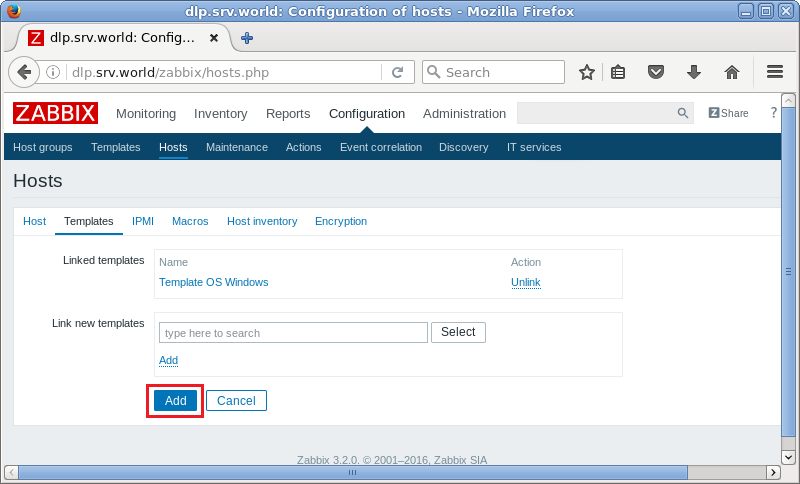 dlp.srv.world: Configuration of hosts - Mozilla Firefox
Z dlp.srv.world: Config...
dlp.srv.world/zabbix/hosts.php Search
ZABBIX Monitoring Inventory Reports Configuration Administration Z Share ?
Host groups Templates Hosts Maintenance Actions Event correlation Discovery IT services
Hosts
Host Templates IPMI Macros Host inventory Encryption
Linked templates Name Action
Template OS Windows Unlink
Link new templates type here to search Select
Add
Add Cancel
Zabbix 3.2.0. © 2001–2016, Zabbix SIA